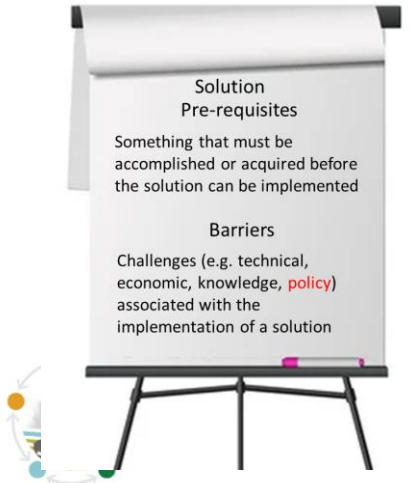 Solution
Pre-requisites
Something that must be
accomplished or acquired before
the solution can be implemented
Barriers
Challenges (e.g. technical,
economic, knowledge, policy)
associated with the
implementation of a solution